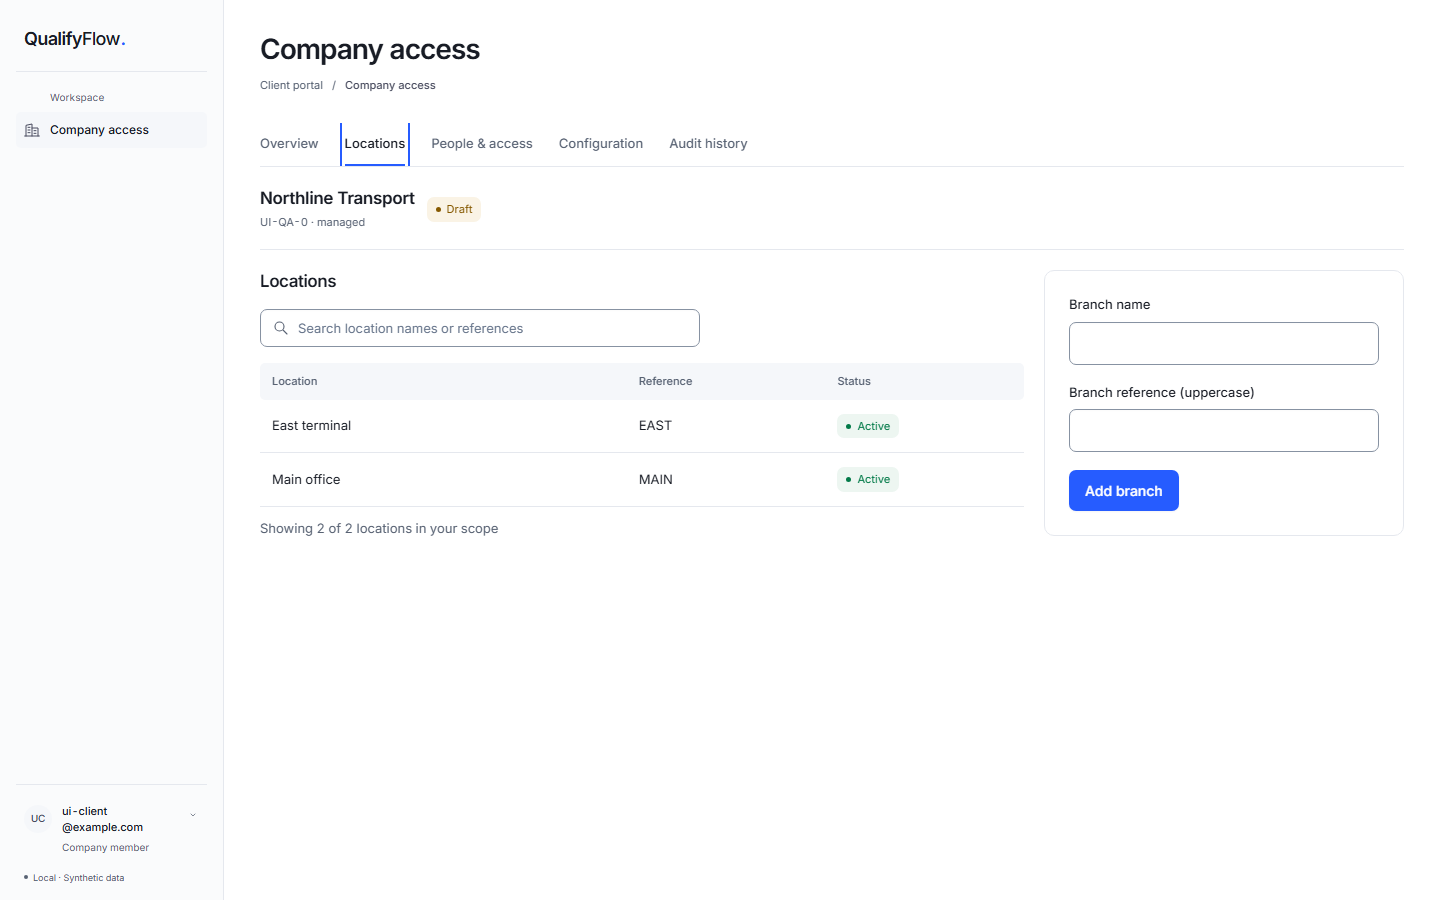 QualifyFlow.
Workspace
Company access
Company access
Client portal / Company access
Overview Locations People & access Configuration Audit history
Northline Transport
UI-QA-0 · managed
Draft
Locations
Search location names or references
Location Reference Status
East terminal EAST Active
Main office MAIN Active
Showing 2 of 2 locations in your scope
Branch name
Branch reference (uppercase)
Add branch
UC
ui-client
@example.com
Company member
Local · Synthetic data